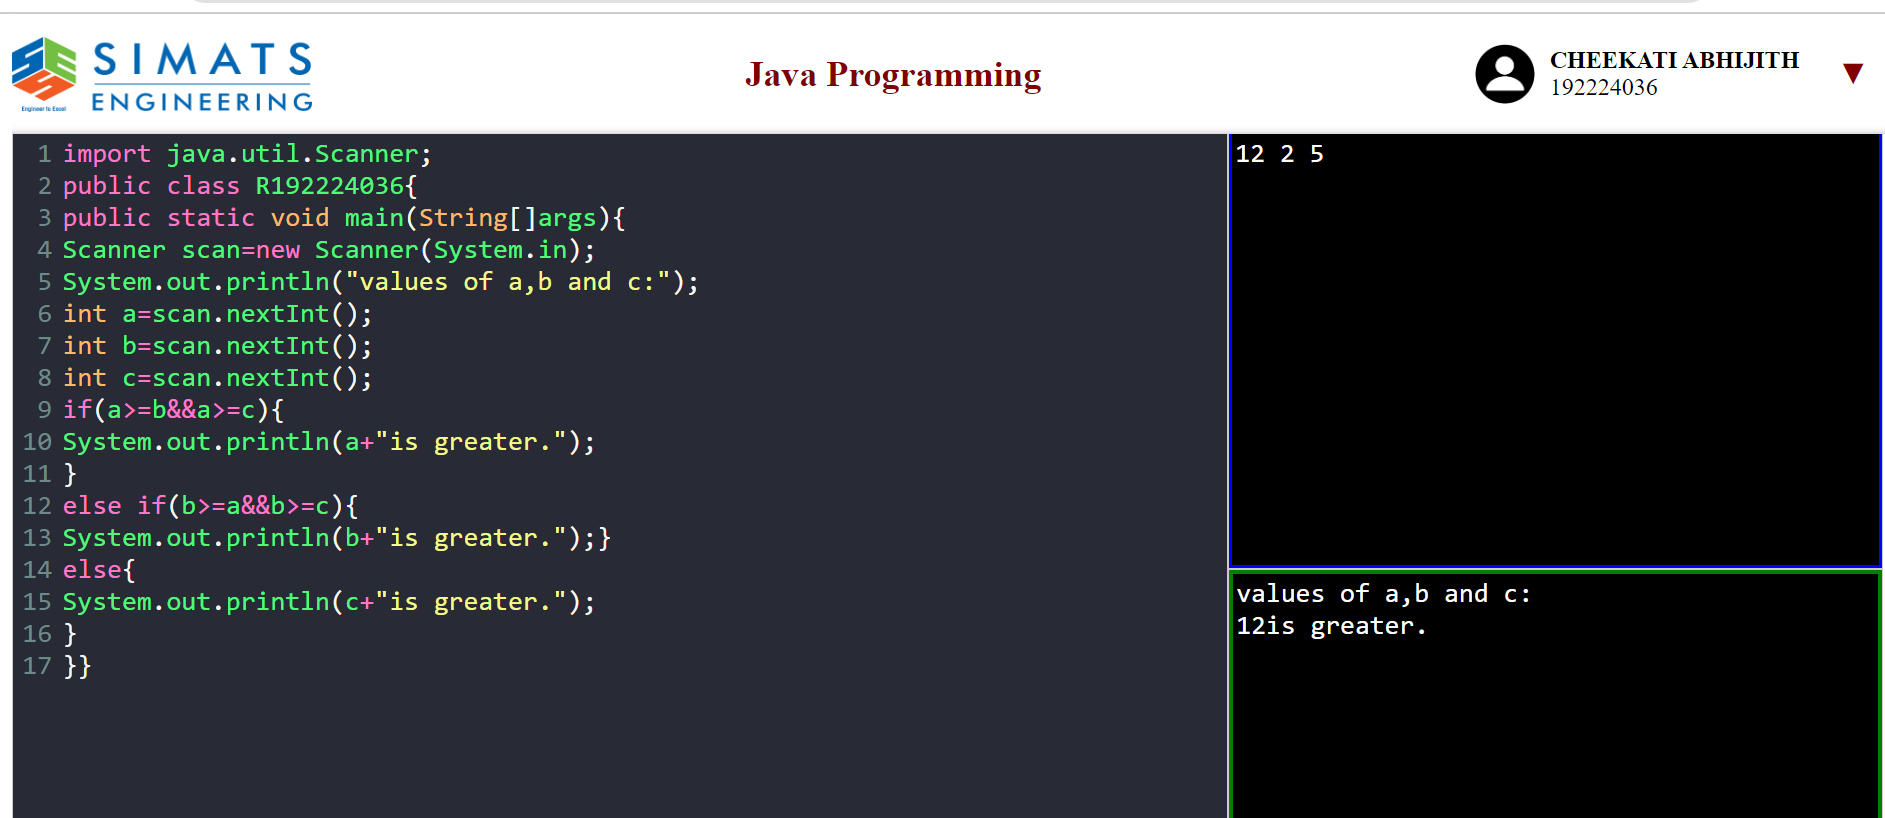 SIMATS
ENGINEERING
Engineer to Excel
Java Programming
CHEEKATI ABHIJITH
192224036
1 import java.util.Scanner;
2 public class R192224036{
3 public static void main(String[]args){
4 Scanner scan=new Scanner(System.in);
5 System.out.println("values of a,b and c:");
6 int a=scan.nextInt();
7 int b=scan.nextInt();
8 int c=scan.nextInt();
9 if(a>=b&&a>=c){
10 System.out.println(a+"is greater.");
11 }
12 else if(b>=a&&b>=c){
13 System.out.println(b+"is greater.");}
14 else{
15 System.out.println(c+"is greater.");
16 }
17 }}
12 2 5
values of a,b and c:
12is greater.